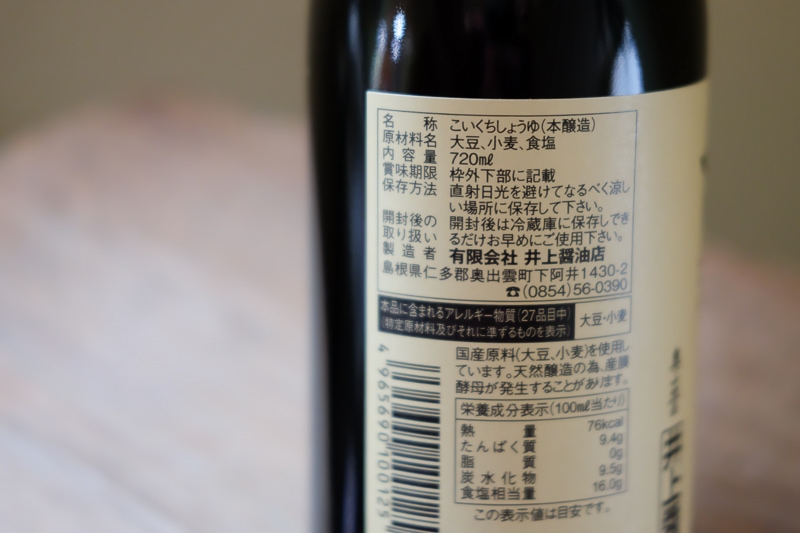 名称 こいくちしょうゆ(本醸造)
原材料名 大豆、小麦、食塩
内容量 720mℓ
賞味期限 枠外下部に記載
保存方法 直射日光を避けてなるべく涼し
い場所に保存して下さい。
開封後の 開封後は冷蔵庫に保存しでき
取り扱い るだけお早めにご使用下さい。
製造者 有限会社 井上醤油店
島根県仁多郡奥出雲町下阿井1430-2
☎(0854)56-0390
本品に含まれるアレルギー物質(27品目中)
(特定原材料及びそれに準ずるものを表示)
大豆・小麦
国産原料(大豆、小麦)を使用し
ています。天然醸造の為、産膜
酵母が発生することがあります。
栄養成分表示(100mℓ当たり)
熱量 76kcal
たんぱく質 9.4g
脂質 0g
炭水化物 9.5g
食塩相当量 16.0g
この表示値は目安です。
4965690100125